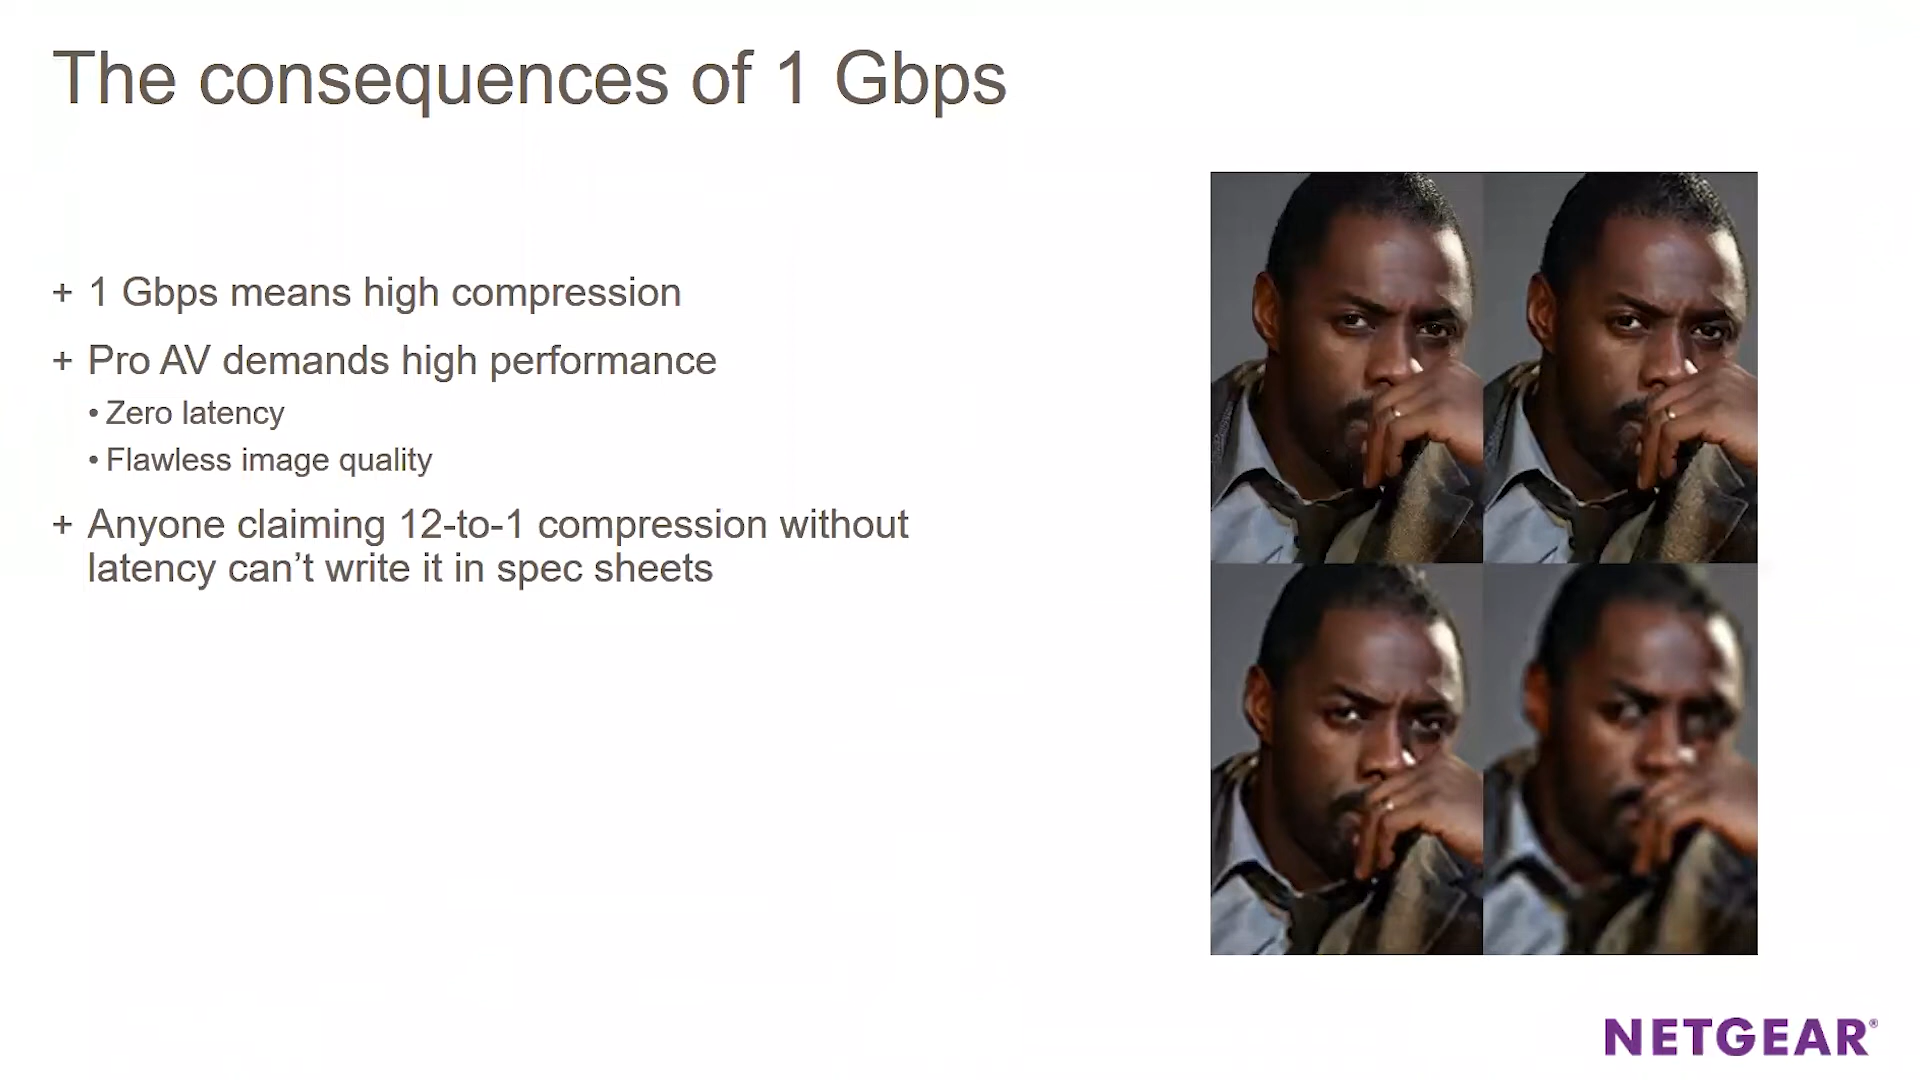 The consequences of 1 Gbps
+ 1 Gbps means high compression
+ Pro AV demands high performance
• Zero latency
• Flawless image quality
+ Anyone claiming 12-to-1 compression without
latency can’t write it in spec sheets
NETGEAR®